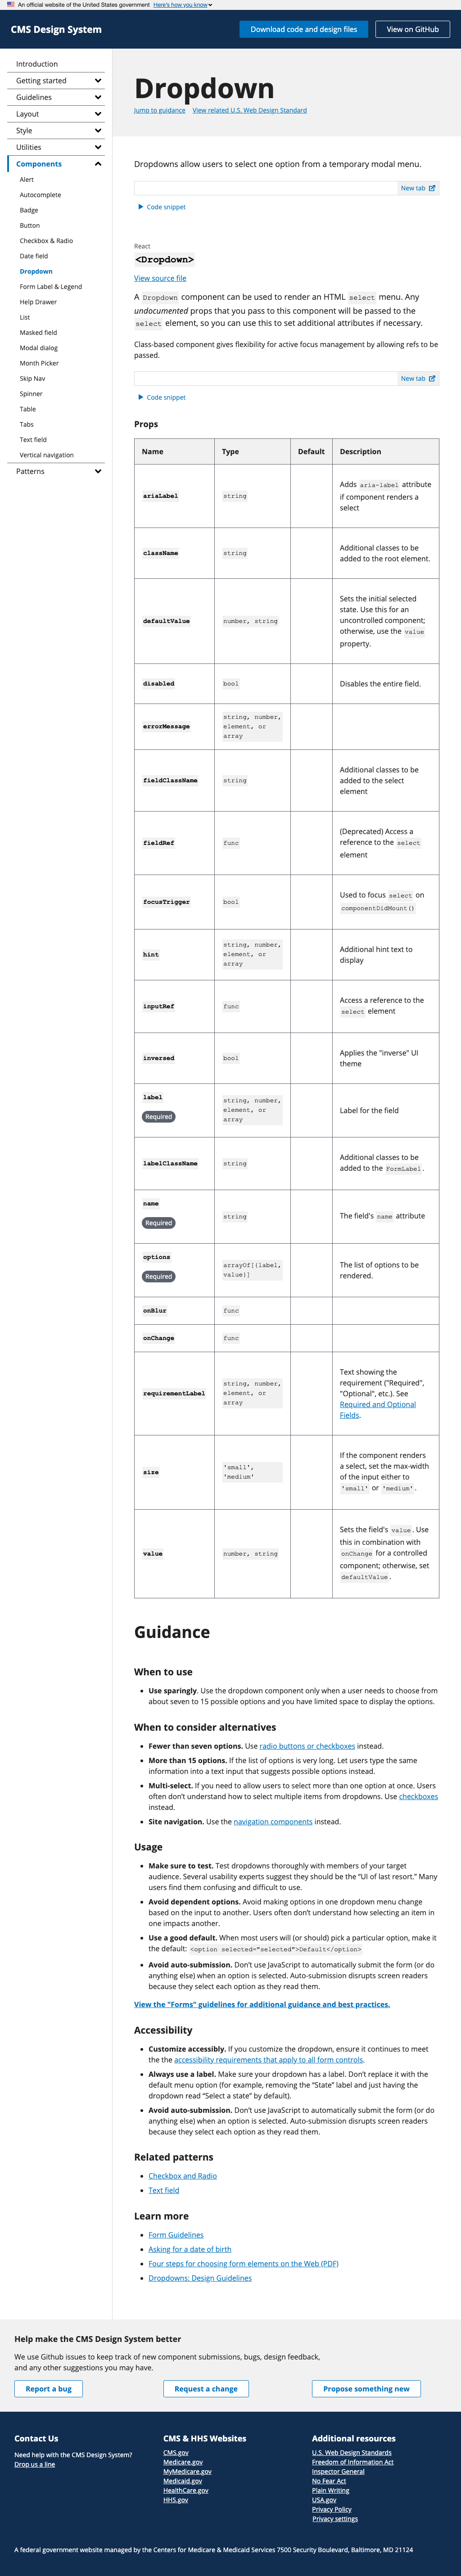 An official website of the United States government Here's how you know
CMS Design System
Download code and design files
View on GitHub
Introduction
Getting started
Guidelines
Layout
Style
Utilities
Components
Alert
Autocomplete
Badge
Button
Checkbox & Radio
Date field
Dropdown
Form Label & Legend
Help Drawer
List
Masked field
Modal dialog
Month Picker
Skip Nav
Spinner
Table
Tabs
Text field
Vertical navigation
Patterns
Dropdown
Jump to guidance View related U.S. Web Design Standard
Dropdowns allow users to select one option from a temporary modal menu.
New tab
Code snippet
React
<Dropdown>
View source file
A Dropdown component can be used to render an HTML select menu. Any
undocumented props that you pass to this component will be passed to the
select element, so you can use this to set additional attributes if necessary.
Class-based component gives flexibility for active focus management by allowing refs to be
passed.
New tab
Code snippet
Props
Name Type Default Description
ariaLabel string Adds aria-label attribute
if component renders a
select
className string Additional classes to be
added to the root element.
defaultValue number, string Sets the initial selected
state. Use this for an
uncontrolled component;
otherwise, use the value
property.
disabled bool Disables the entire field.
errorMessage string, number,
element, or
array
fieldClassName string Additional classes to be
added to the select
element
fieldRef func (Deprecated) Access a
reference to the select
element
focusTrigger bool Used to focus select on
componentDidMount()
hint string, number,
element, or
array Additional hint text to
display
inputRef func Access a reference to the
select element
inversed bool Applies the "inverse" UI
theme
label
Required string, number,
element, or
array Label for the field
labelClassName string Additional classes to be
added to the FormLabel.
name
Required string The field's name attribute
options
Required arrayOf[{label,
value}] The list of options to be
rendered.
onBlur func
onChange func
requirementLabel string, number,
element, or
array Text showing the
requirement ("Required",
"Optional", etc.). See
Required and Optional
Fields.
size 'small',
'medium' If the component renders
a select, set the max-width
of the input either to
'small' or 'medium'.
value number, string Sets the field's value. Use
this in combination with
onChange for a controlled
component; otherwise, set
defaultValue.
Guidance
When to use
• Use sparingly. Use the dropdown component only when a user needs to choose from
about seven to 15 possible options and you have limited space to display the options.
When to consider alternatives
• Fewer than seven options. Use radio buttons or checkboxes instead.
• More than 15 options. If the list of options is very long. Let users type the same
information into a text input that suggests possible options instead.
• Multi-select. If you need to allow users to select more than one option at once. Users
often don't understand how to select multiple items from dropdowns. Use checkboxes
instead.
• Site navigation. Use the navigation components instead.
Usage
• Make sure to test. Test dropdowns thoroughly with members of your target
audience. Several usability experts suggest they should be the “UI of last resort.” Many
users find them confusing and difficult to use.
• Avoid dependent options. Avoid making options in one dropdown menu change
based on the input to another. Users often don’t understand how selecting an item in
one impacts another.
• Use a good default. When most users will (or should) pick a particular option, make it
the default: <option selected="selected">Default</option>
• Avoid auto-submission. Don’t use JavaScript to automatically submit the form (or do
anything else) when an option is selected. Auto-submission disrupts screen readers
because they select each option as they read them.
View the "Forms" guidelines for additional guidance and best practices.
Accessibility
• Customize accessibly. If you customize the dropdown, ensure it continues to meet
the the accessibility requirements that apply to all form controls.
• Always use a label. Make sure your dropdown has a label. Don’t replace it with the
default menu option (for example, removing the “State” label and just having the
dropdown read “Select a state” by default).
• Avoid auto-submission. Don’t use JavaScript to automatically submit the form (or do
anything else) when an option is selected. Auto-submission disrupts screen readers
because they select each option as they read them.
Related patterns
• Checkbox and Radio
• Text field
Learn more
• Form Guidelines
• Asking for a date of birth
• Four steps for choosing form elements on the Web (PDF)
• Dropdowns: Design Guidelines
Help make the CMS Design System better
We use Github issues to keep track of new component submissions, bugs, design feedback,
and any other suggestions you may have.
Report a bug
Request a change
Propose something new
Contact Us
Need help with the CMS Design System?
Drop us a line
CMS & HHS Websites
CMS.gov
Medicare.gov
MyMedicare.gov
Medicaid.gov
HealthCare.gov
HHS.gov
Additional resources
U.S. Web Design Standards
Freedom of Information Act
Inspector General
No Fear Act
Plain Writing
USA.gov
Privacy Policy
Privacy settings
A federal government website managed by the Centers for Medicare & Medicaid Services 7500 Security Boulevard, Baltimore, MD 21124